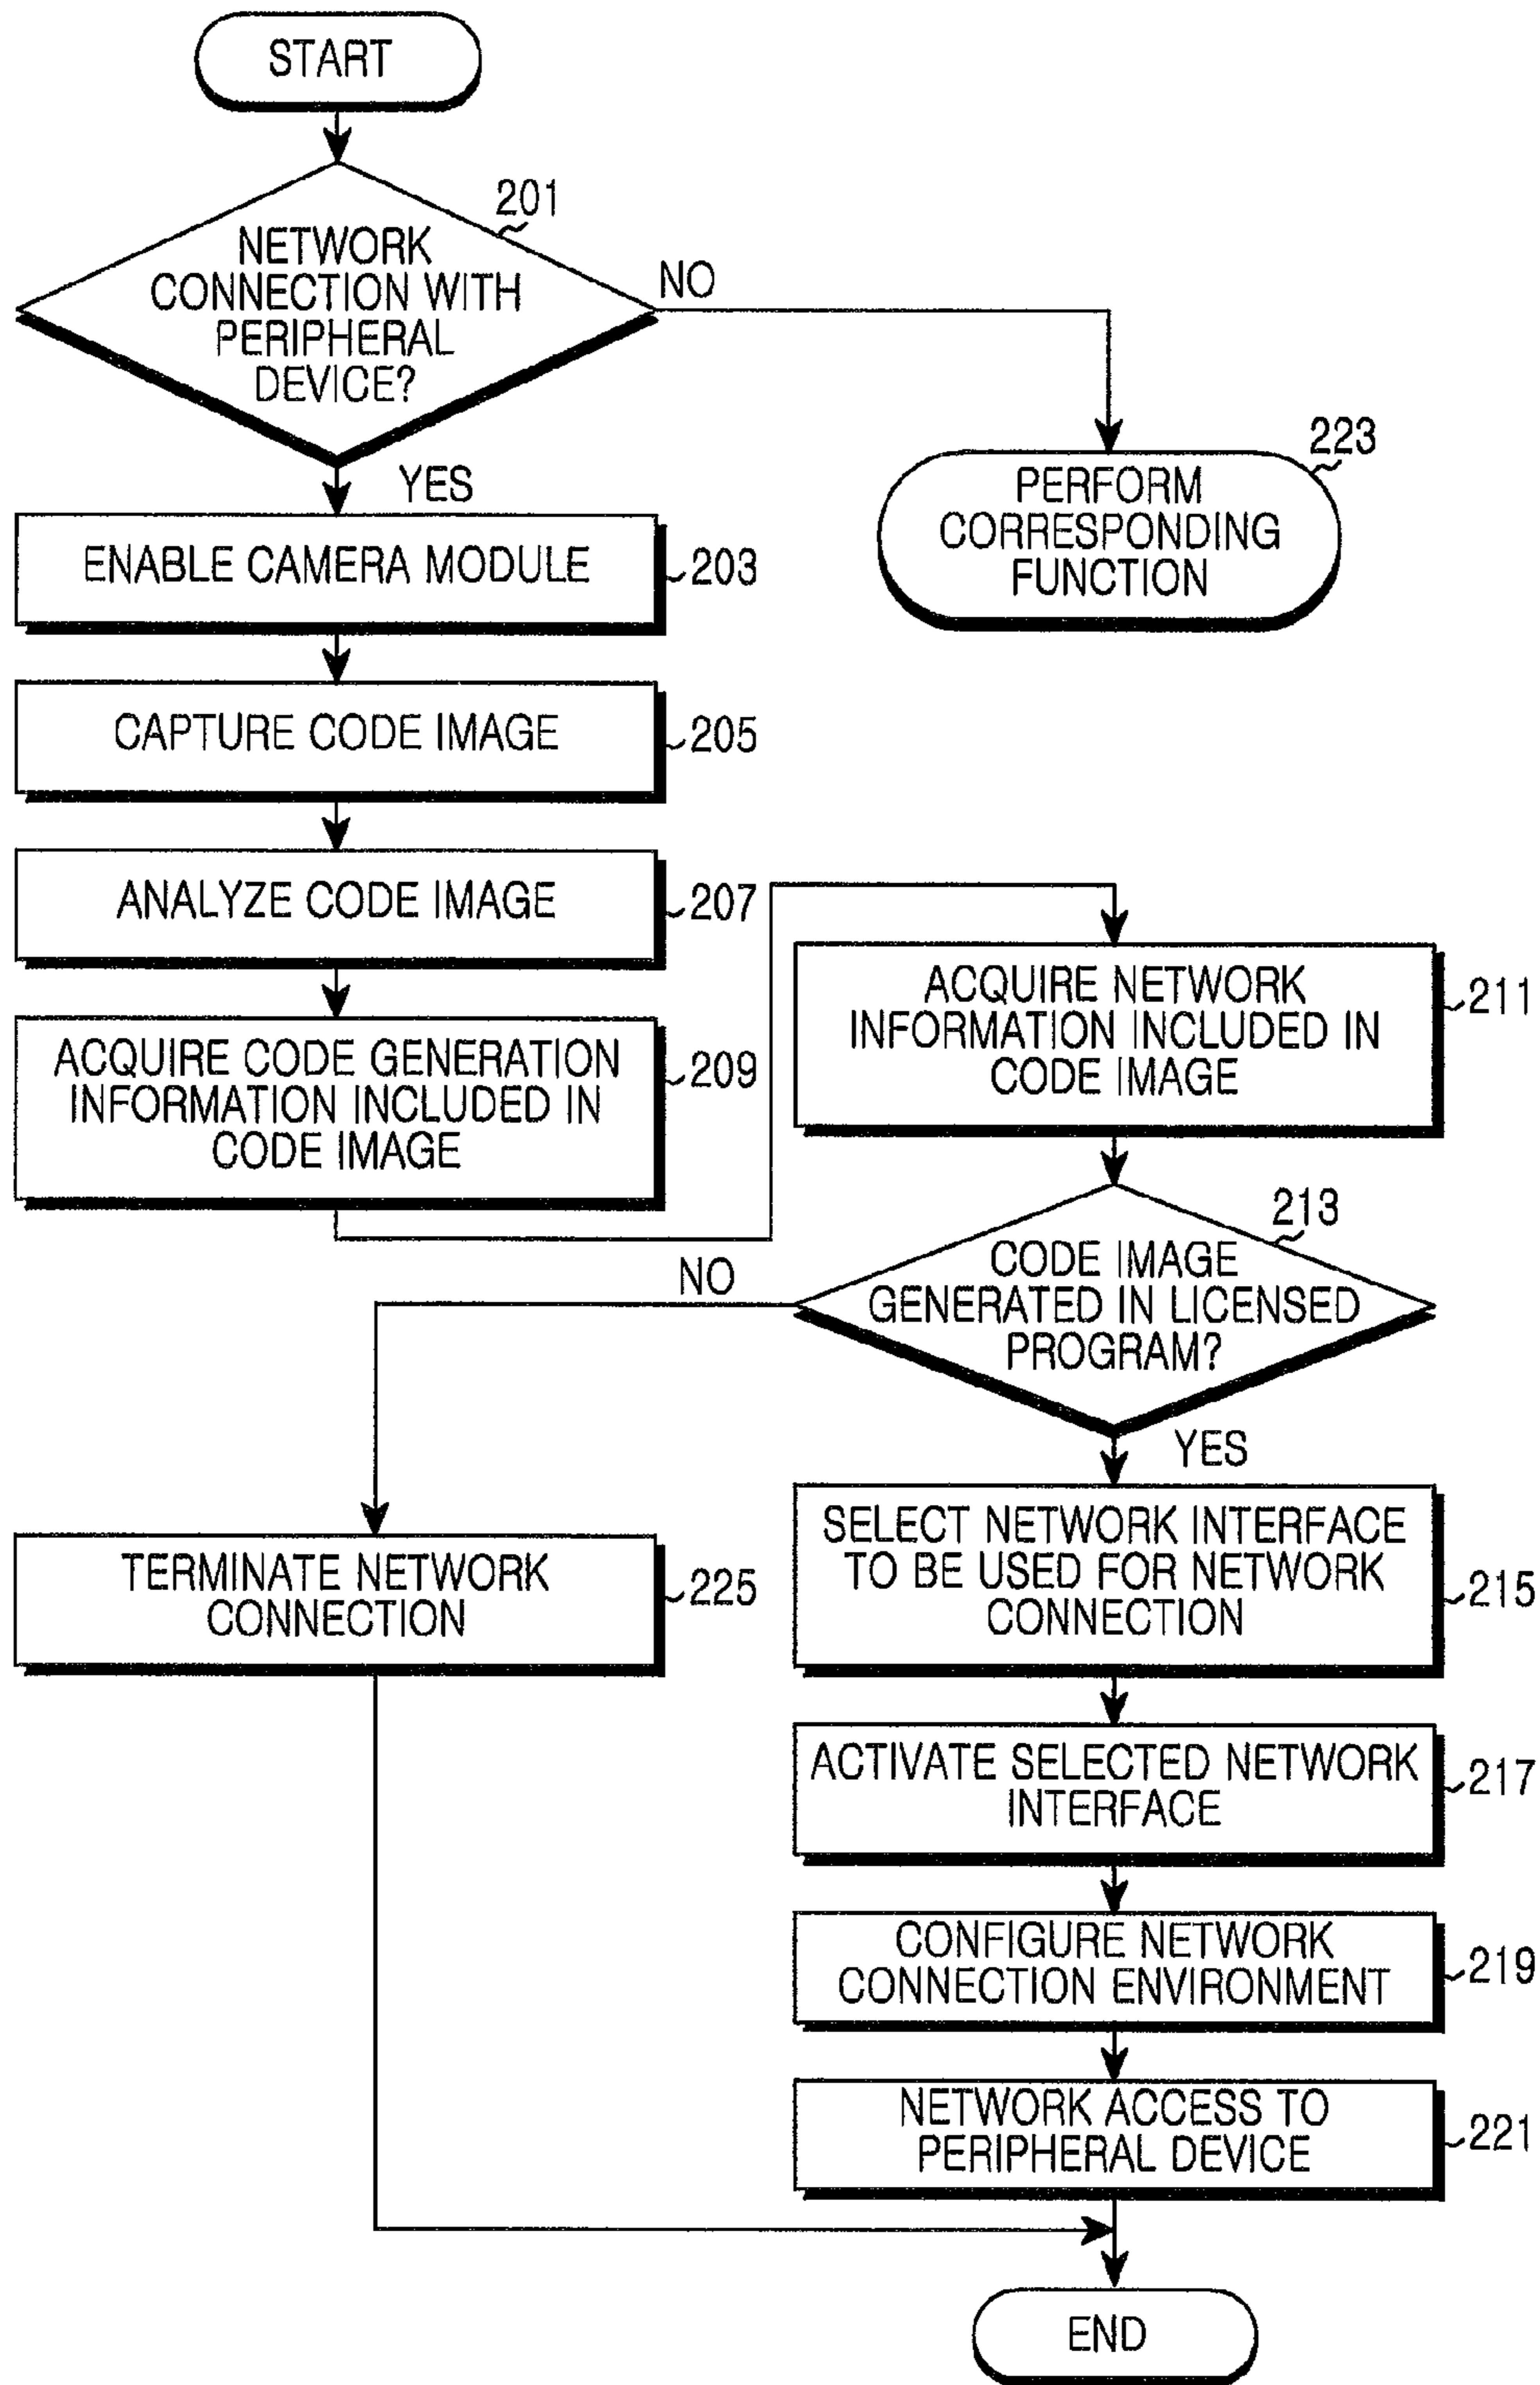 START
201
NETWORK
CONNECTION WITH
PERIPHERAL
DEVICE?
NO
YES
223
PERFORM
CORRESPONDING
FUNCTION
ENABLE CAMERA MODULE
203
CAPTURE CODE IMAGE
205
ANALYZE CODE IMAGE
207
ACQUIRE CODE GENERATION
INFORMATION INCLUDED IN
CODE IMAGE
209
ACQUIRE NETWORK
INFORMATION INCLUDED IN
CODE IMAGE
211
213
CODE IMAGE
GENERATED IN LICENSED
PROGRAM?
NO
YES
TERMINATE NETWORK
CONNECTION
225
SELECT NETWORK INTERFACE
TO BE USED FOR NETWORK
CONNECTION
215
ACTIVATE SELECTED NETWORK
INTERFACE
217
CONFIGURE NETWORK
CONNECTION ENVIRONMENT
219
NETWORK ACCESS TO
PERIPHERAL DEVICE
221
END